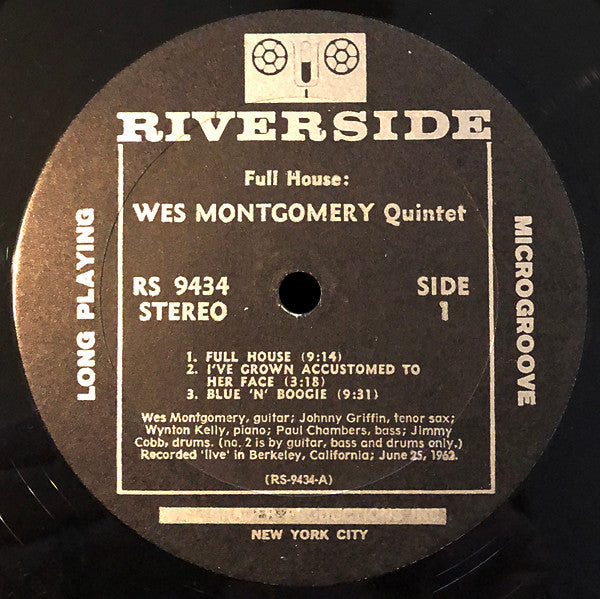 RIVERSIDE
Full House:
WES MONTGOMERY Quintet
LONG PLAYING
RS 9434
STEREO
SIDE
1
MICROGROOVE
1. FULL HOUSE (9:14)
2. I'VE GROWN ACCUSTOMED TO
HER FACE (3:18)
3. BLUE 'N' BOOGIE (9:31)
Wes Montgomery, guitar; Johnny Griffin, tenor sax;
Wynton Kelly, piano; Paul Chambers, bass; Jimmy
Cobb, drums. (no. 2 is by guitar, bass and drums only.)
Recorded 'live' in Berkeley, California; June 25, 1962.
(RS-9434-A)
NEW YORK CITY